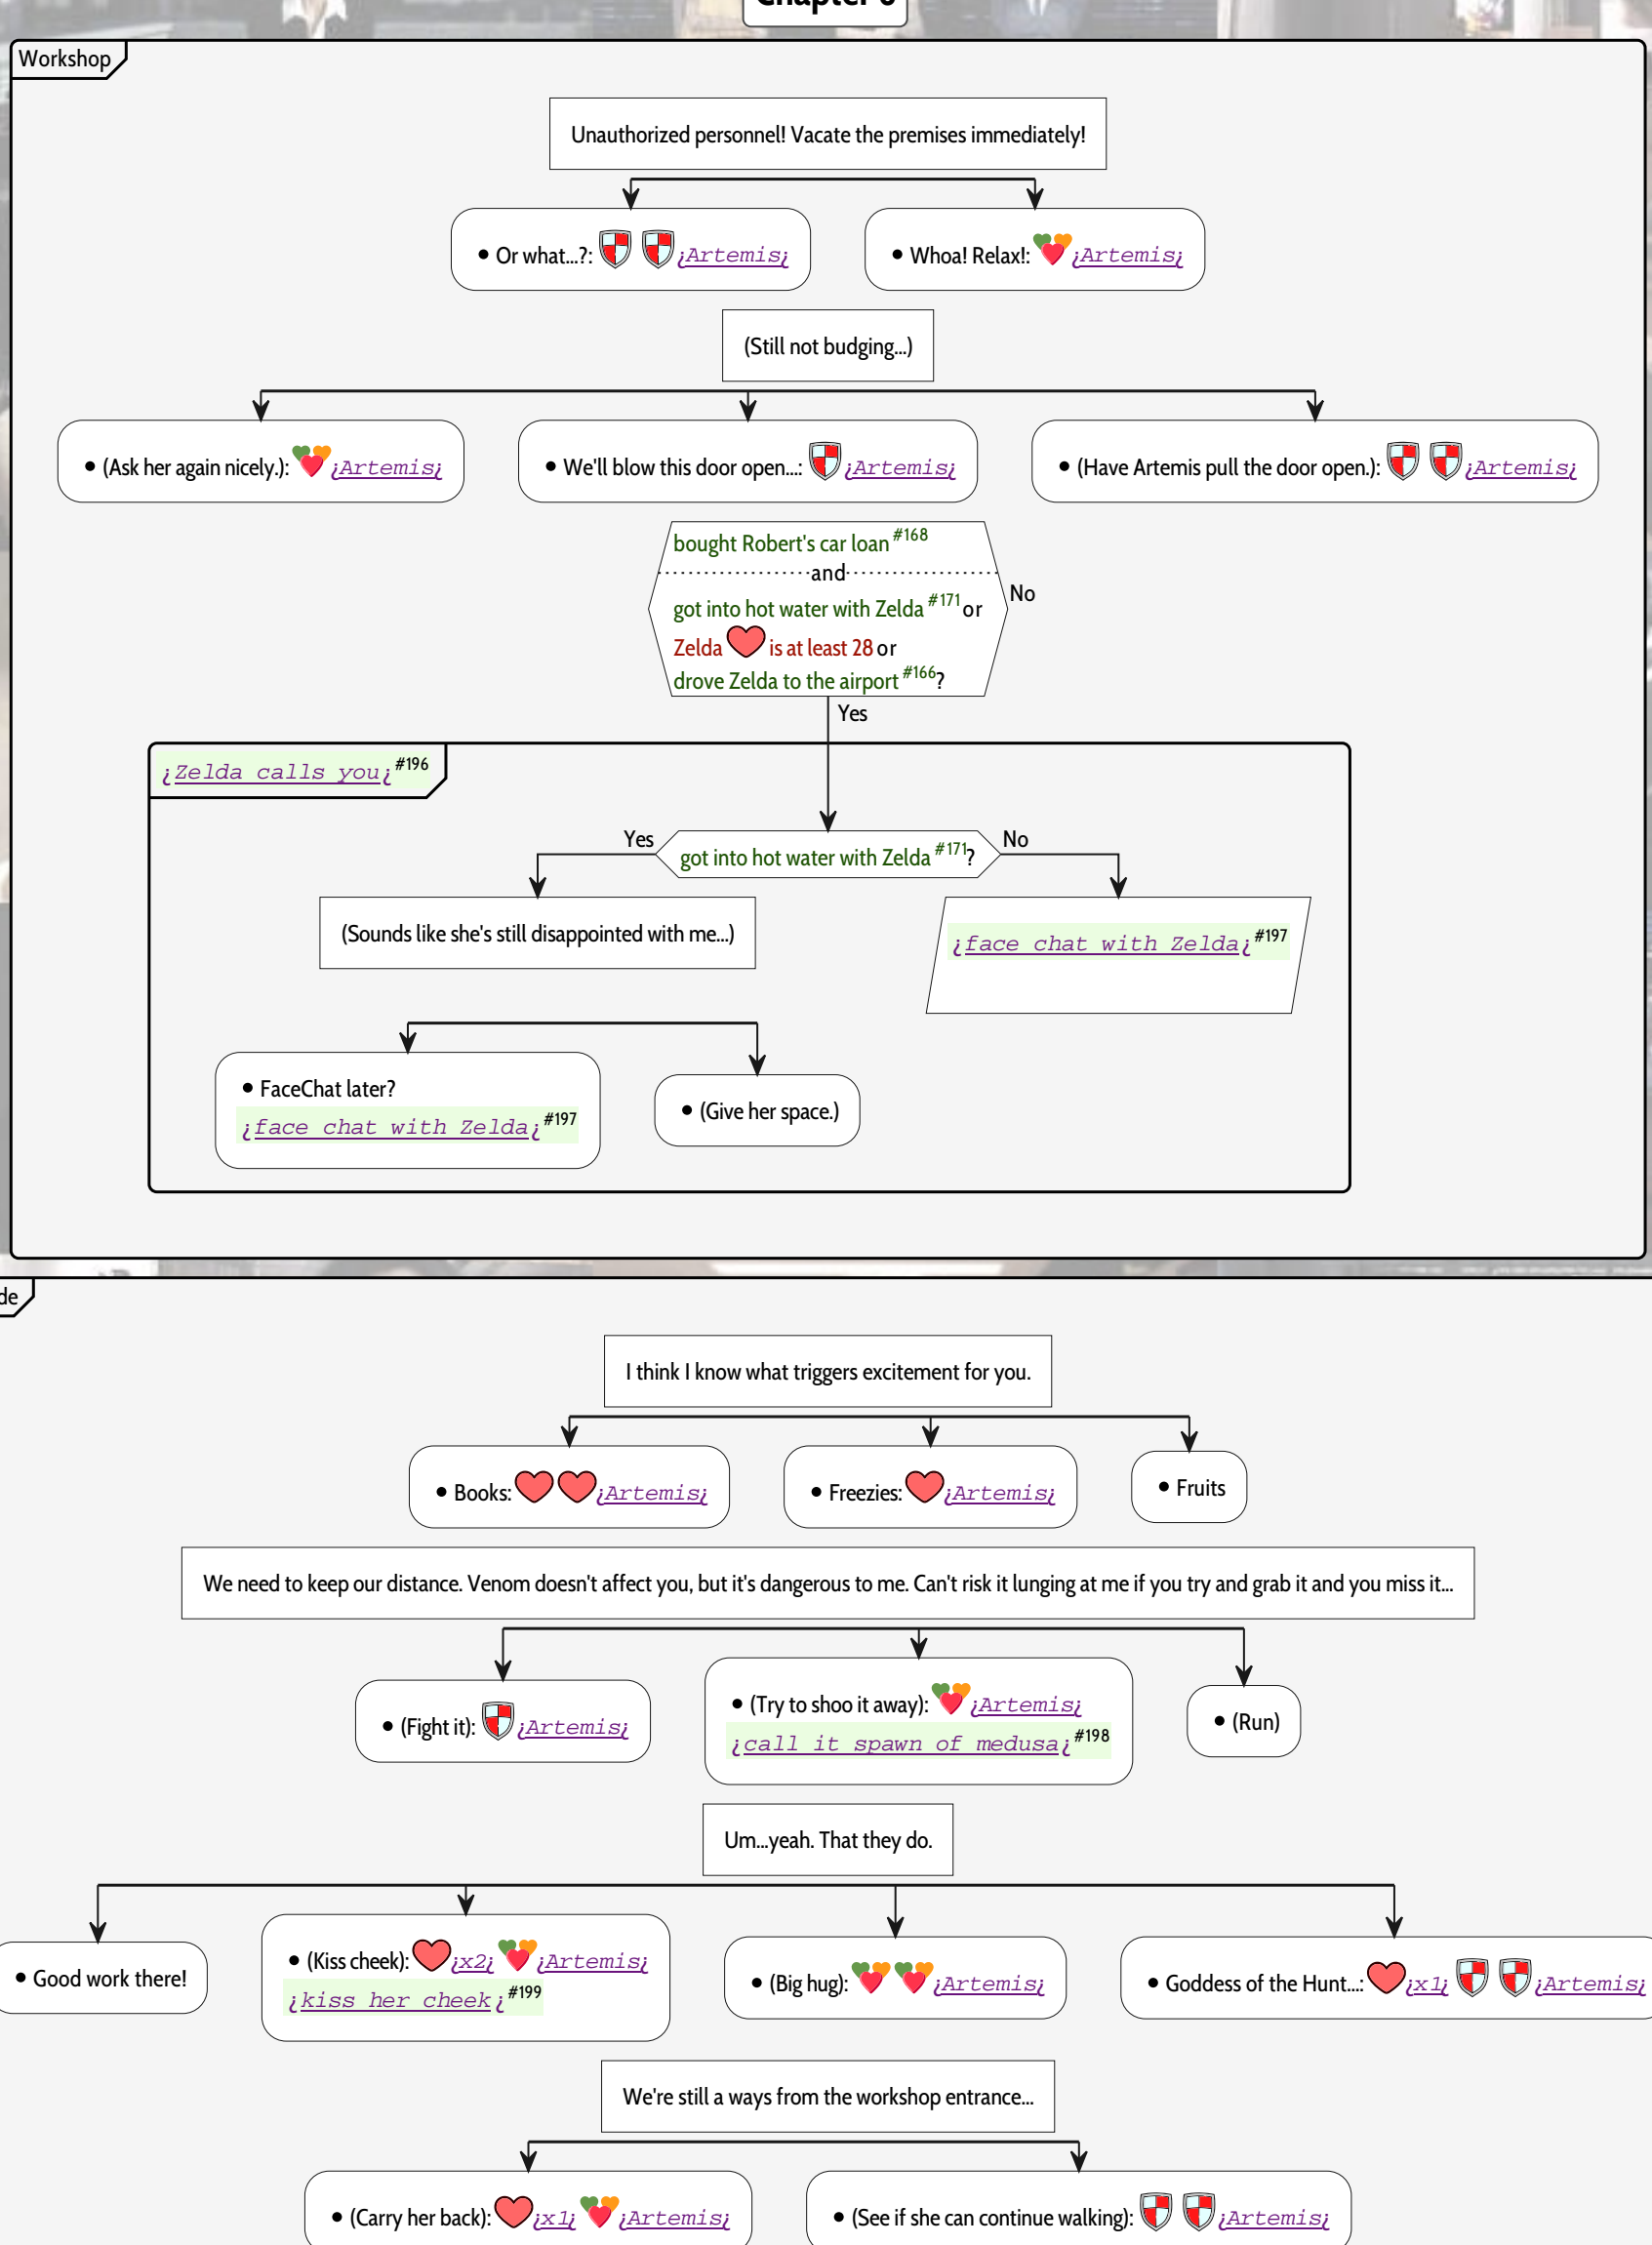 Chapter 6
Workshop
Unauthorized personnel! Vacate the premises immediately!
• Or what...?: ¿Artemis¿
• Whoa! Relax!: ¿Artemis¿
(Still not budging...)
• (Ask her again nicely.): ¿Artemis¿
• We'll blow this door open...: ¿Artemis¿
• (Have Artemis pull the door open.): ¿Artemis¿
bought Robert's car loan #168
and
No
got into hot water with Zelda #171 or
Zelda is at least 28 or
drove Zelda to the airport #166?
Yes
¿Zelda calls you¿ #196
Yes
got into hot water with Zelda #171?
No
(Sounds like she's still disappointed with me...)
¿face chat with Zelda¿ #197
• FaceChat later?
¿face chat with Zelda¿ #197
• (Give her space.)
de
I think I know what triggers excitement for you.
• Books: ¿Artemis¿
• Freezies: ¿Artemis¿
• Fruits
We need to keep our distance. Venom doesn't affect you, but it's dangerous to me. Can't risk it lunging at me if you try and grab it and you miss it...
• (Fight it): ¿Artemis¿
• (Try to shoo it away): ¿Artemis¿
¿call it spawn of medusa¿ #198
• (Run)
Um...yeah. That they do.
• Good work there!
• (Kiss cheek): ¿x2¿ ¿Artemis¿
¿kiss her cheek¿ #199
• (Big hug): ¿Artemis¿
• Goddess of the Hunt...: ¿x1¿ ¿Artemis¿
We're still a ways from the workshop entrance...
• (Carry her back): ¿x1¿ ¿Artemis¿
• (See if she can continue walking): ¿Artemis¿